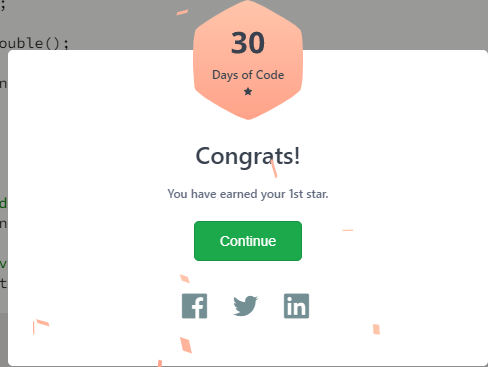 ;
ouble();
30
Days of Code
Congrats!
You have earned your 1st star.
Continue